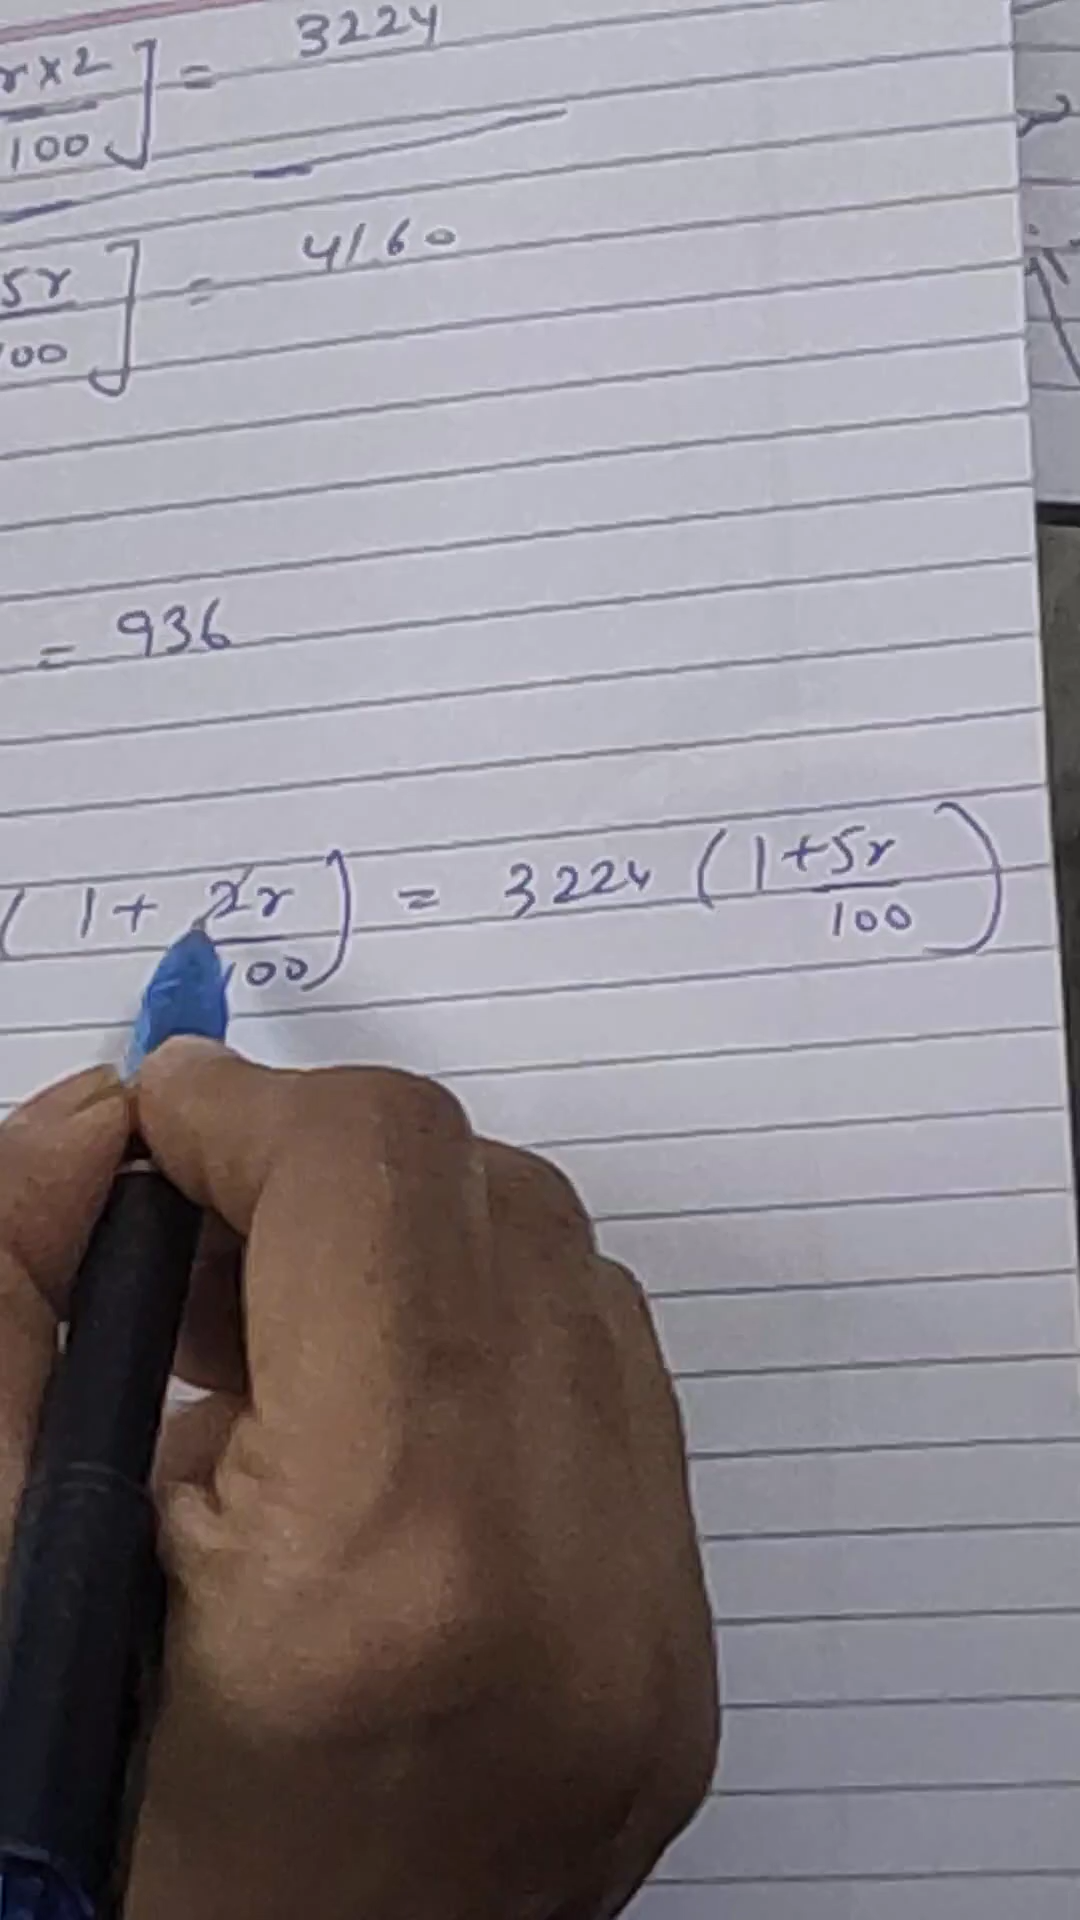 r×2
100 ] = 3224
5r
100 ] = 4160
= 936
( 1 + 2r/100 ) = 3224 ( 1 + 5r/100 )